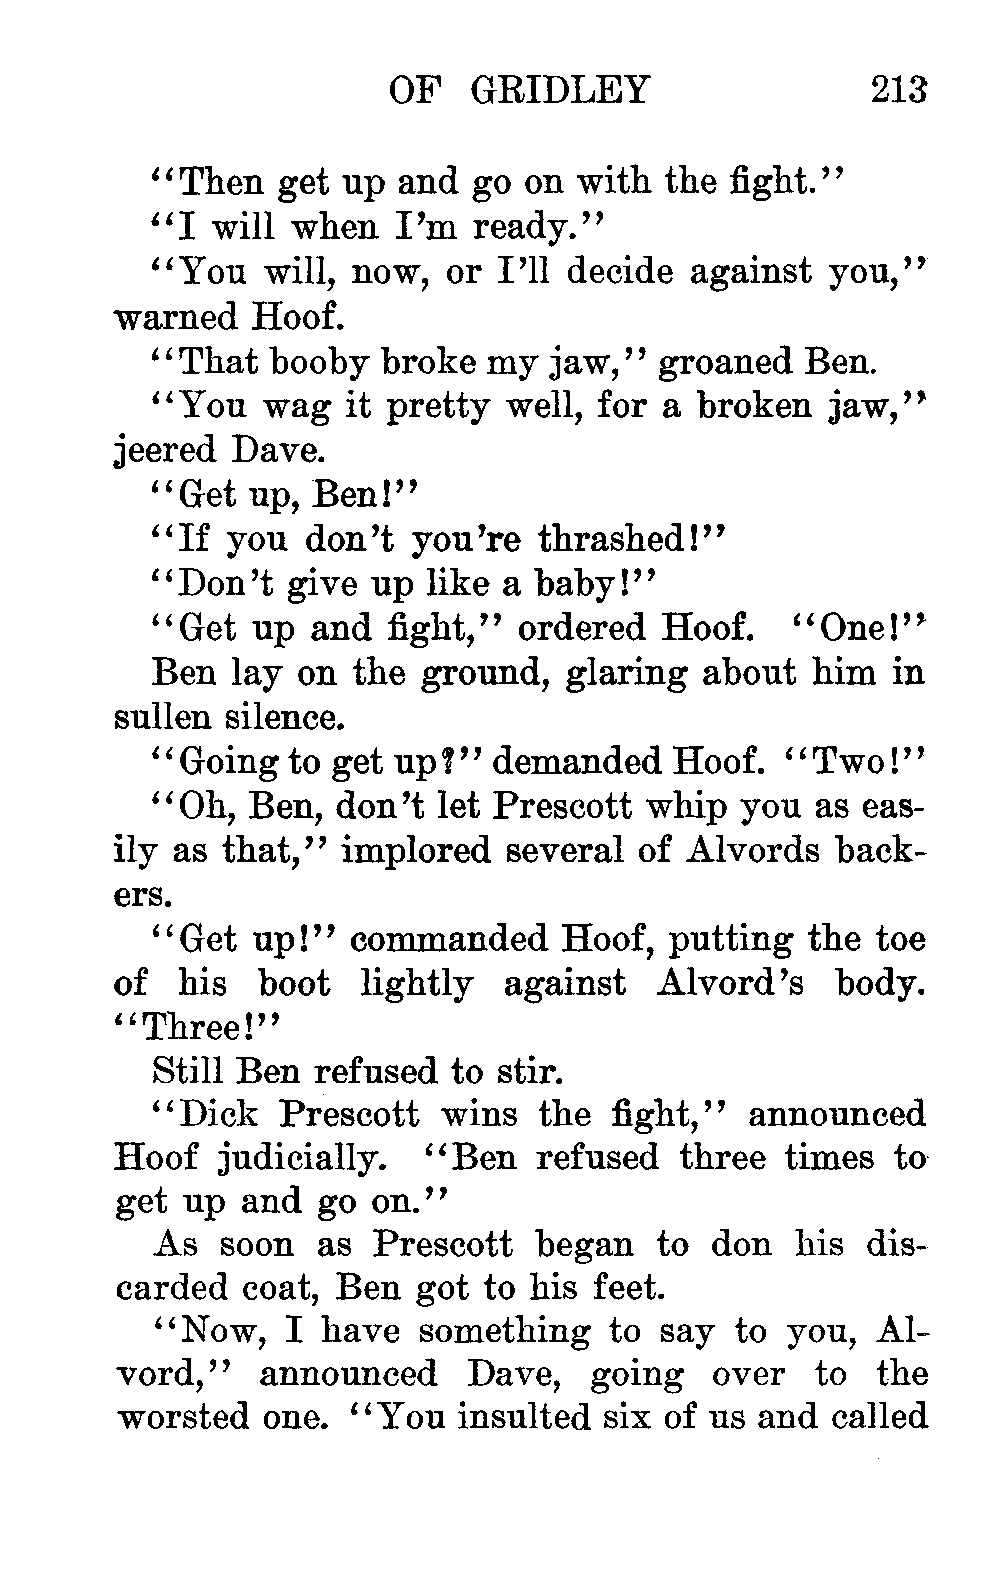 OF GRIDLEY 213
"Then get up and go on with the fight."
"I will when I'm ready."
"You will, now, or I'll decide against you,"
warned Hoof.
"That booby broke my jaw," groaned Ben.
"You wag it pretty well, for a broken jaw,"
jeered Dave.
"Get up, Ben!"
"If you don't you're thrashed!"
"Don't give up like a baby!"
"Get up and fight," ordered Hoof. "One!"
Ben lay on the ground, glaring about him in
sullen silence.
"Going to get up?" demanded Hoof. "Two!"
"Oh, Ben, don't let Prescott whip you as eas-
ily as that," implored several of Alvords back-
ers.
"Get up!" commanded Hoof, putting the toe
of his boot lightly against Alvord's body.
"Three!"
Still Ben refused to stir.
"Dick Prescott wins the fight," announced
Hoof judicially. "Ben refused three times to
get up and go on."
As soon as Prescott began to don his dis-
carded coat, Ben got to his feet.
"Now, I have something to say to you, Al-
vord," announced Dave, going over to the
worsted one. "You insulted six of us and called